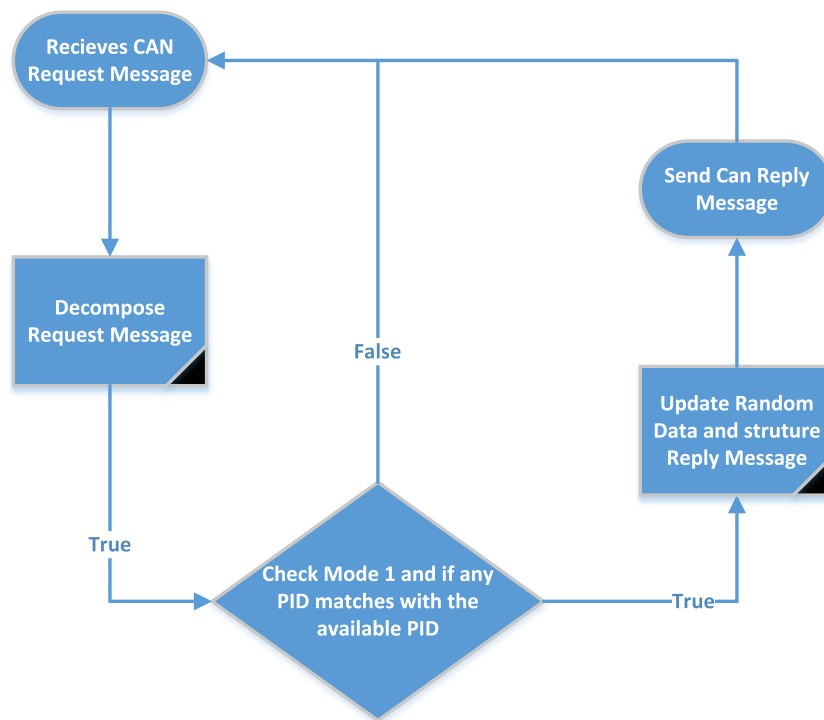 Recieves CAN
Request Message
Send Can Reply
Message
Decompose
Request Message
False
Update Random
Data and struture
Reply Message
True
Check Mode 1 and if any
PID matches with the
available PID
True